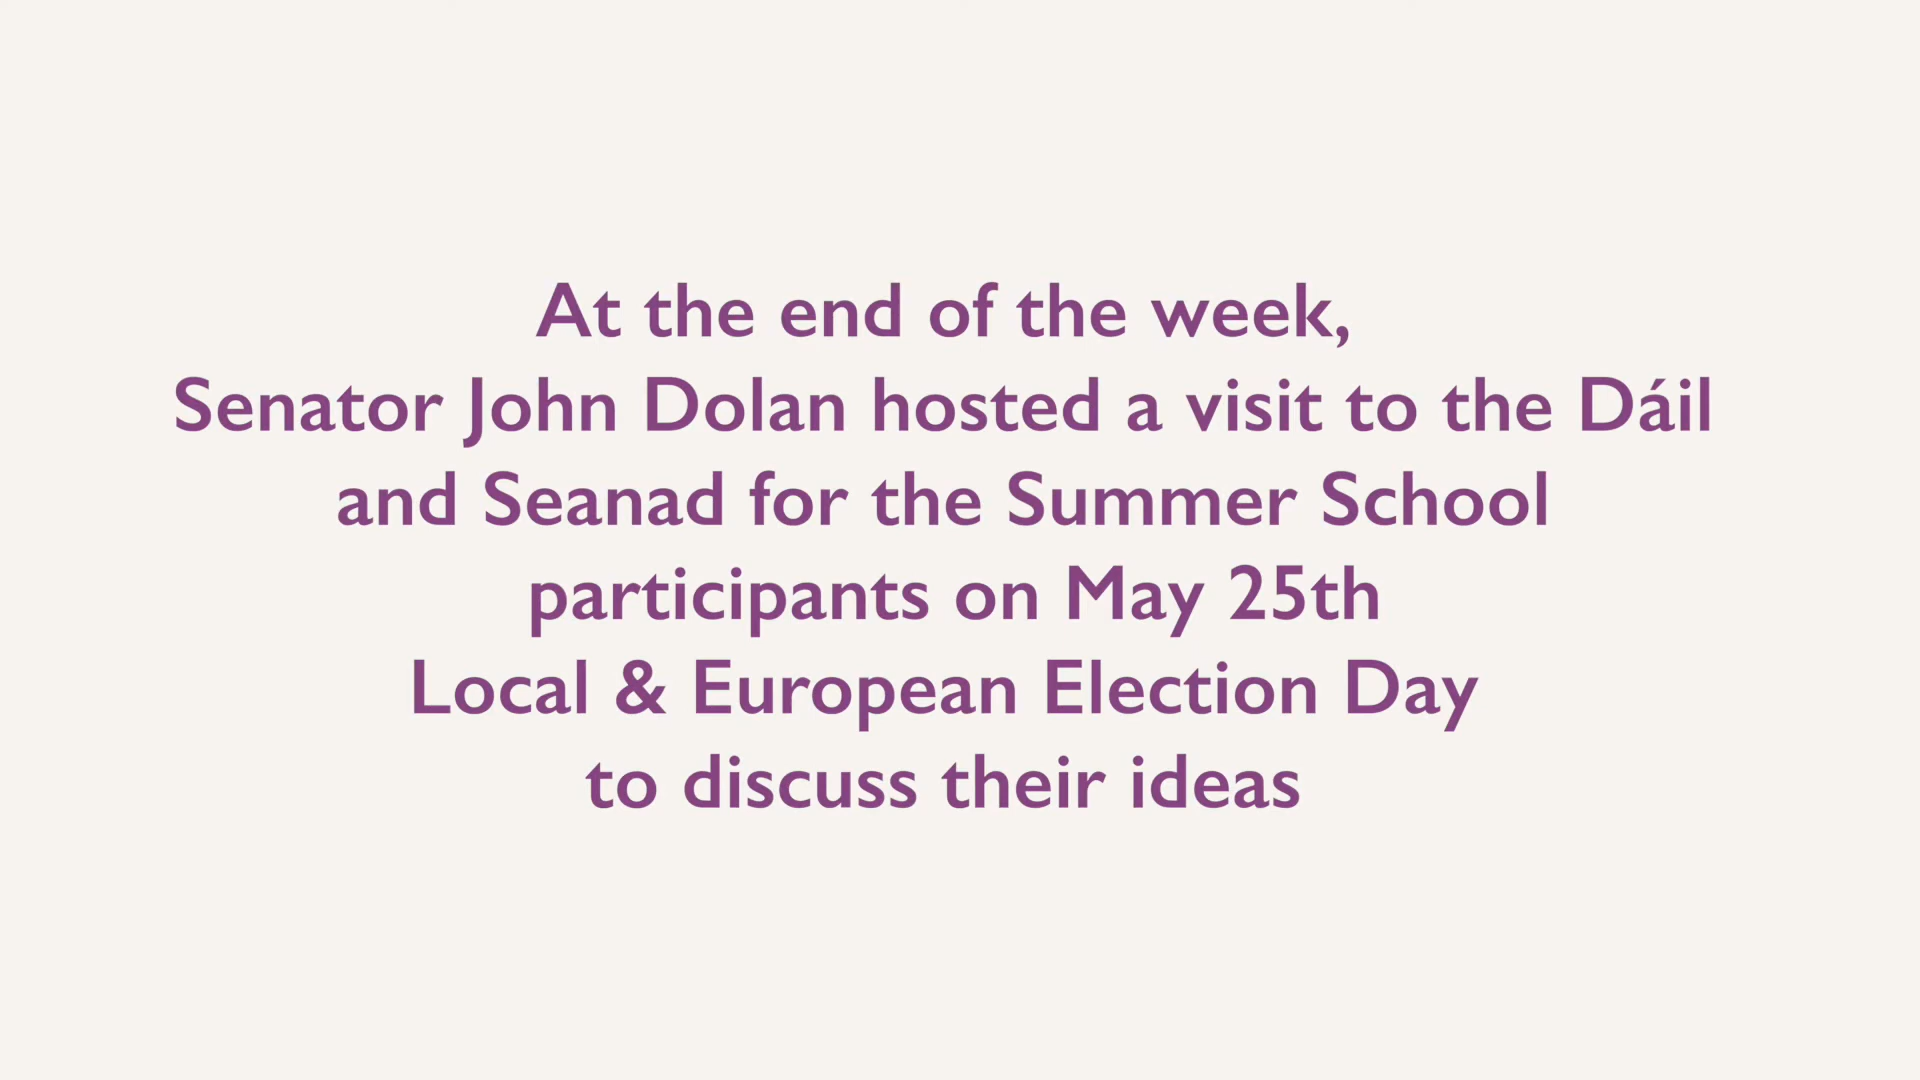 At the end of the week,
Senator John Dolan hosted a visit to the Dáil
and Seanad for the Summer School
participants on May 25th
Local & European Election Day
to discuss their ideas